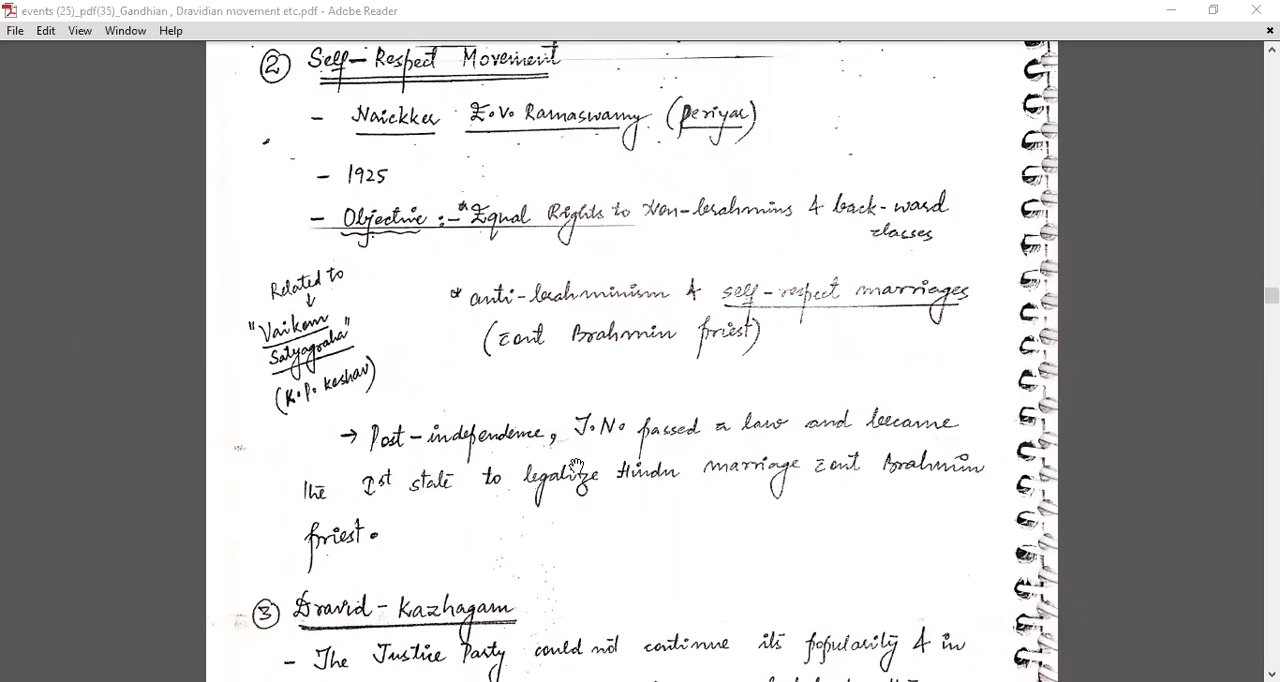 events (25)_pdf(35)_Gandhian , Dravidian movement etc.pdf - Adobe Reader
File Edit View Window Help
② Self-Respect Movement
- Naickker E.V. Ramaswamy (Periyar)
- 1925
- Objective :- * Equal Rights to Non-brahmins & back-ward
classes
* anti-brahminism & self-respect marriages
(zout Brahmin priest)
Related to
↓
"Vaikom
Satyagraha"
(K.P. Keshav)
→ Post-independence, T.N. passed a law and became
the 1st state to legalize Hindu marriage zout Brahmin
priest.
③ Dravid-Kazhagam
- The Justice Party could not continue its popularity & in